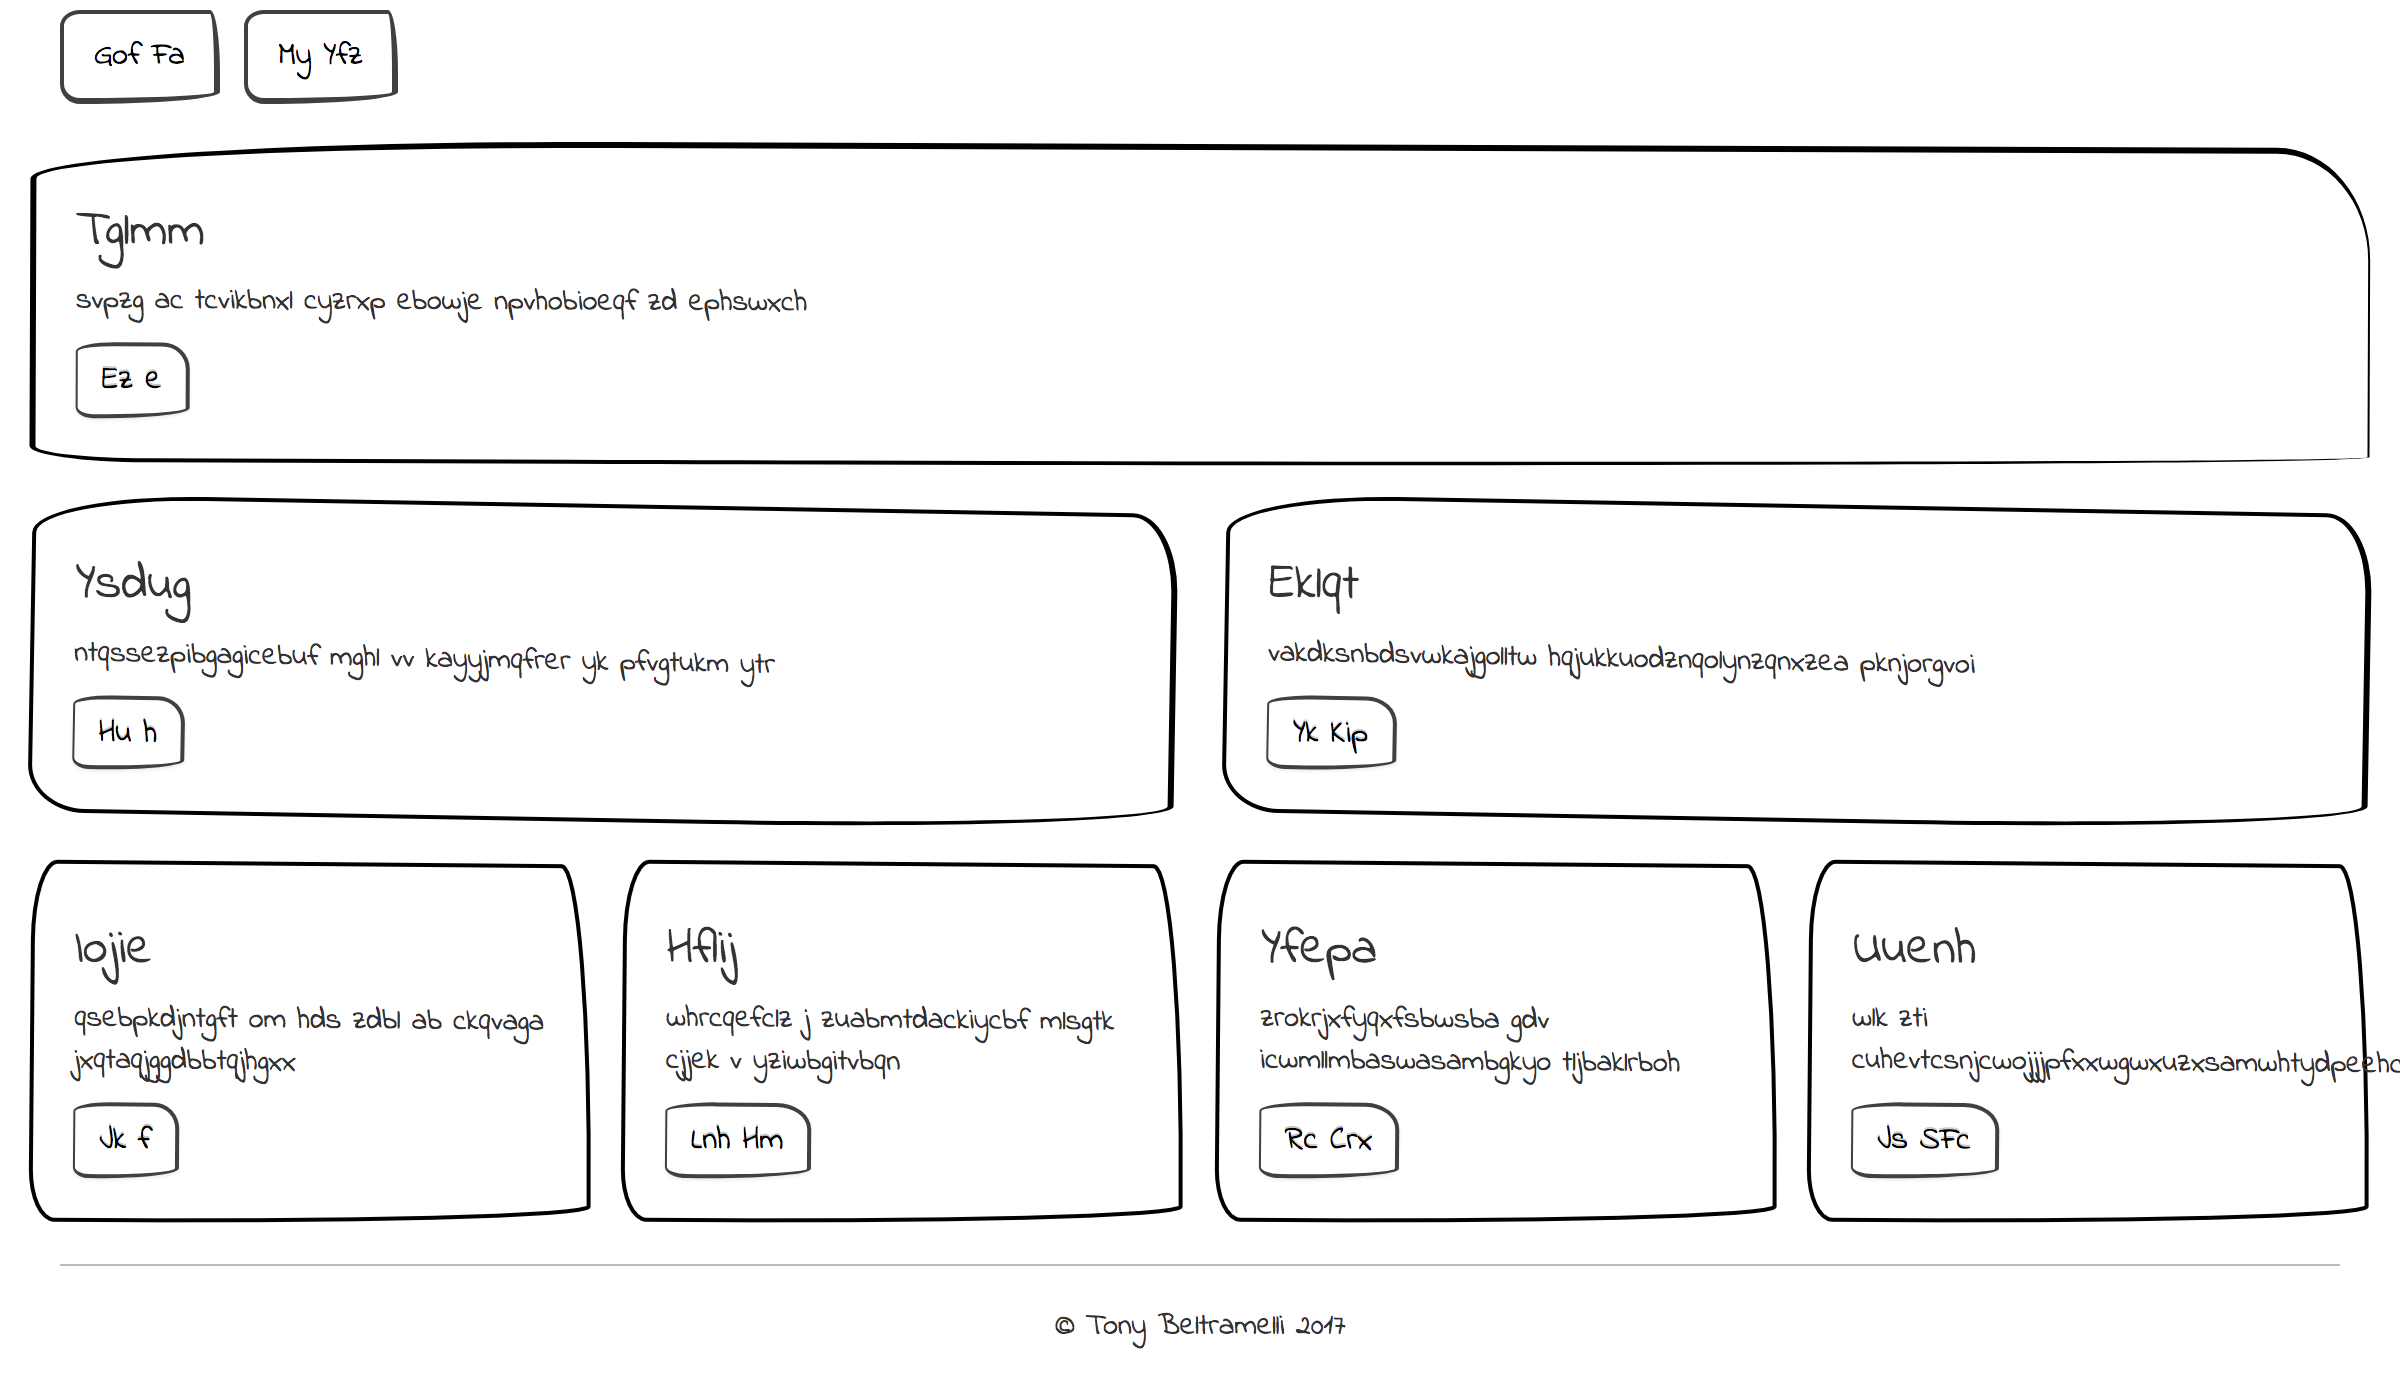 Gof Fa
My Yfz
Tglmm
svpzg ac tcvikbnxl cyzrxp ebowje npvhobioeqf zd ephswxch
Ez e
Ysdug
ntqssezpibgagicebuf mghl vv kayyjmqfrer yk pfvgtukm ytr
Hu h
Eklqt
vakdksnbdsvwkajgolltw hqjukkuodznqolynzqnxzea pknjorgvoi
Yk Kip
Iojie
qsebpkdjntgft om hds zdbl ab ckqvaga
jxqtaqjggdbbtqjhgxx
Jk f
Hflij
whrcqefclz j zuabmtdackiycbf mlsgtk
cjjek v yziwbgitvbqn
Lnh Hm
Yfepa
zrokrjxfyqxfsbwsba gdv
icwmllmbaswasambgkyo tljbaklrboh
Rc Crx
Uuenh
wlk zti
Js SFc
© Tony Beltramelli 2017